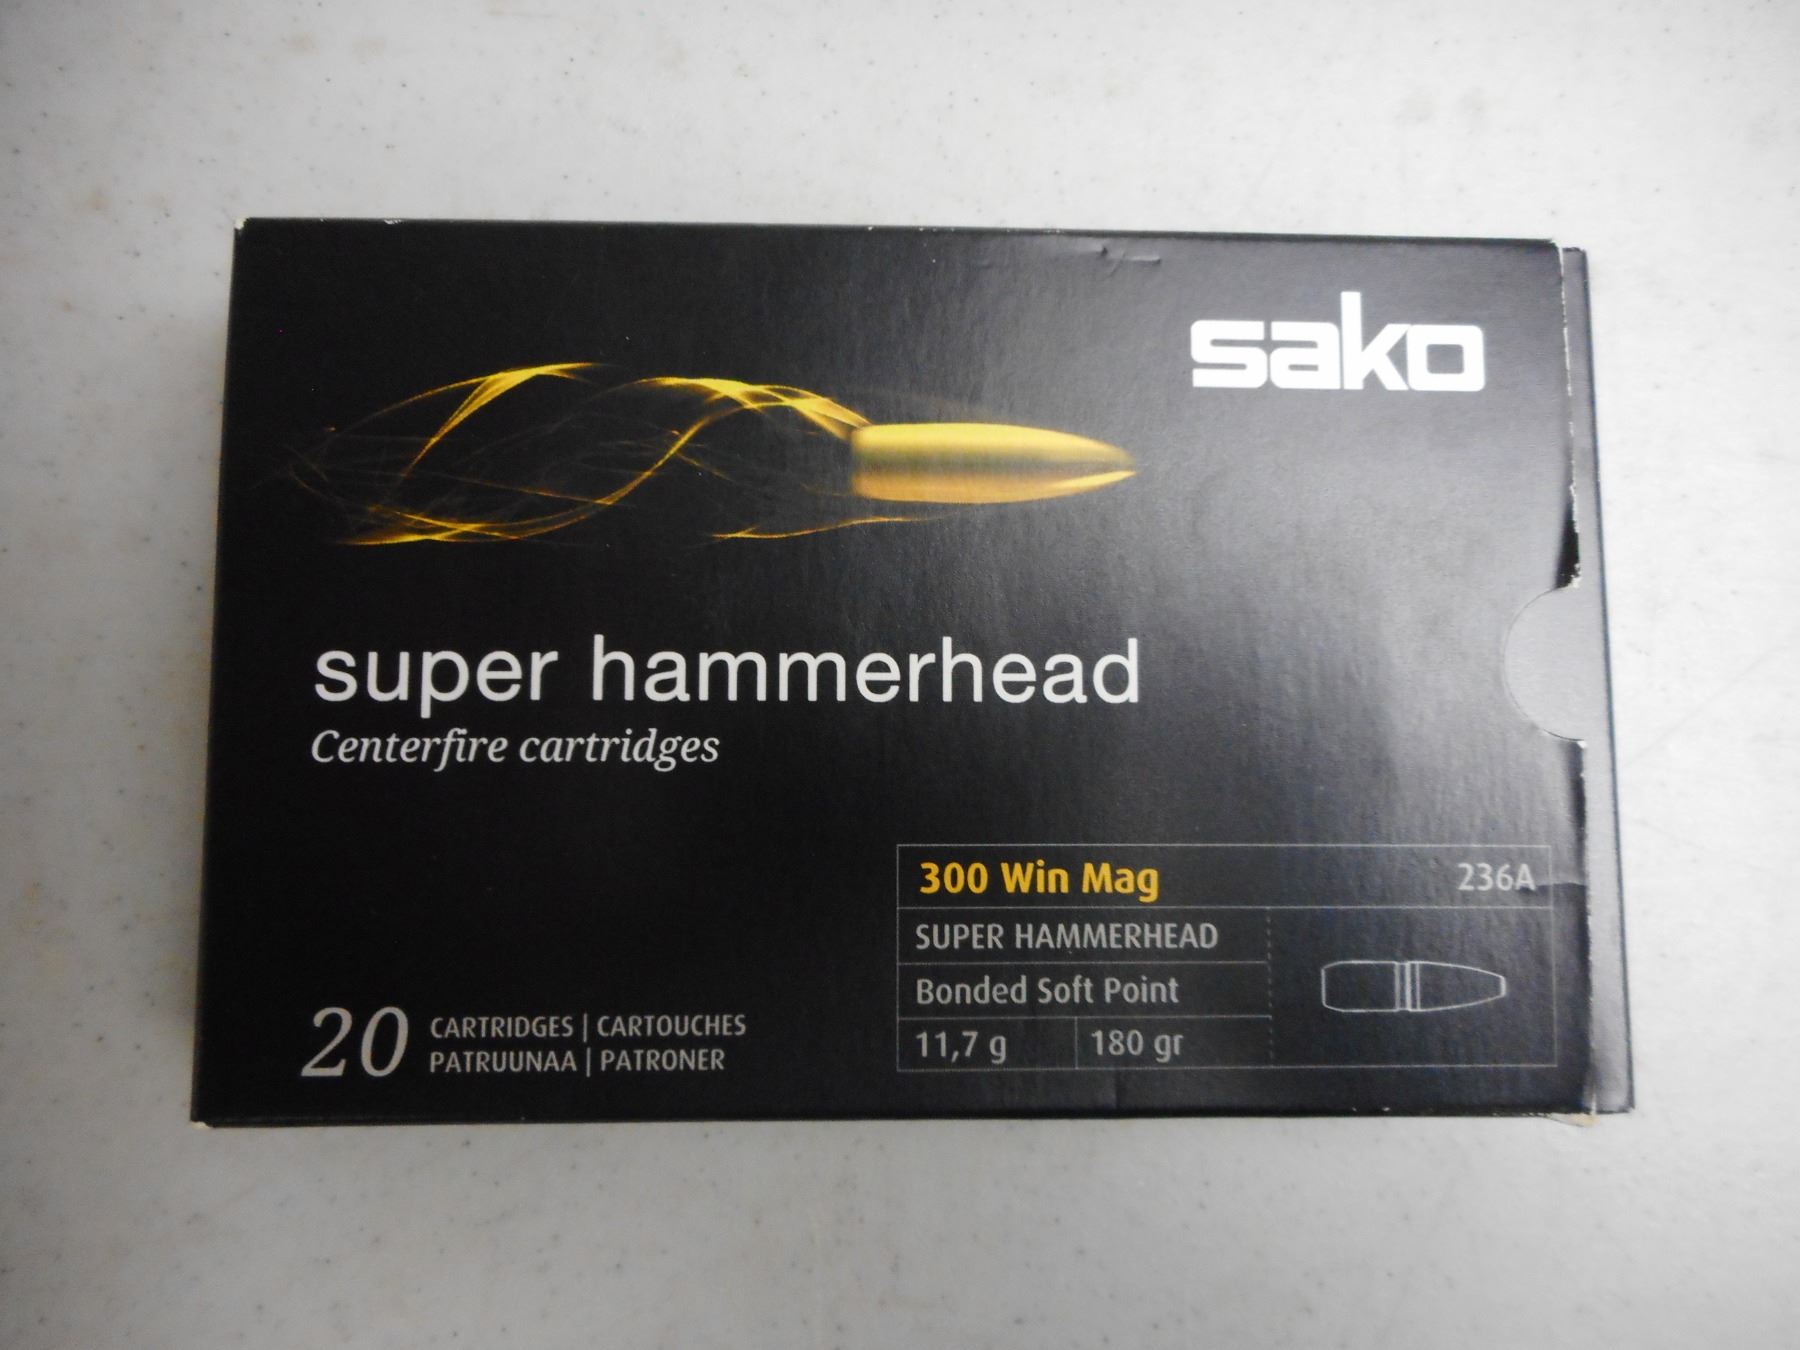 sako
super hammerhead
Centerfire cartridges
300 Win Mag 236A
SUPER HAMMERHEAD
Bonded Soft Point
11,7 g 180 gr
20 CARTRIDGES | CARTOUCHES
PATRUUNAA | PATRONER